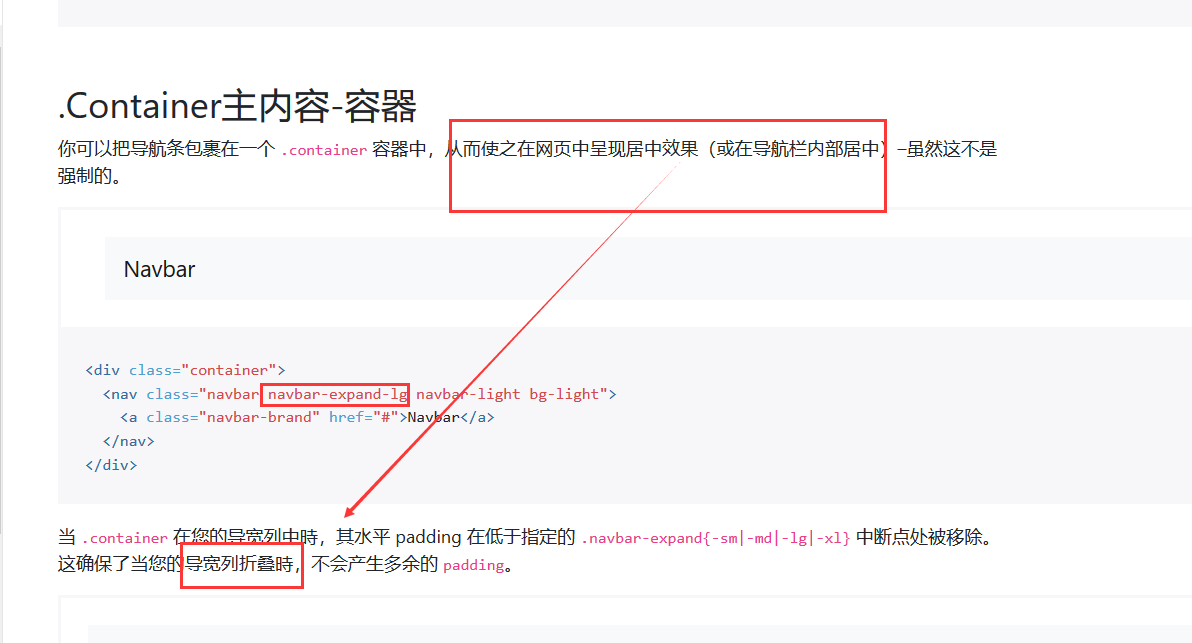 .Container主内容-容器
你可以把导航条包裹在一个 .container 容器中，从而使之在网页中呈现居中效果（或在导航栏内部居中）–虽然这不是
强制的。
Navbar
<div class="container">
<nav class="navbar navbar-expand-lg navbar-light bg-light">
<a class="navbar-brand" href="#">Navbar</a>
</nav>
</div>
当 .container 在您的导宽列中時，其水平 padding 在低于指定的 .navbar-expand{-sm|-md|-lg|-xl} 中断点处被移除。
这确保了当您的导宽列折叠時，不会产生多余的 padding。